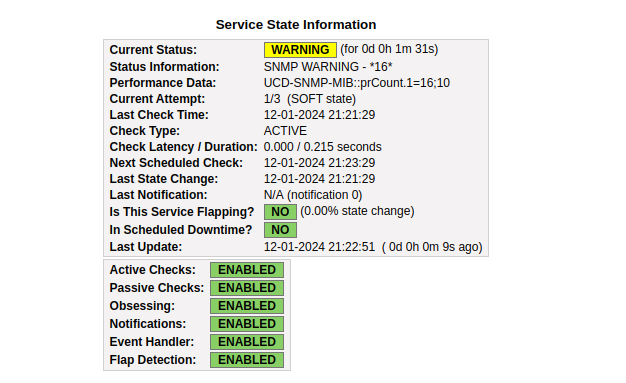 Service State Information
Current Status: WARNING (for 0d 0h 1m 31s)
Status Information: SNMP WARNING - *16*
Performance Data: UCD-SNMP-MIB::prCount.1=16;10
Current Attempt: 1/3 (SOFT state)
Last Check Time: 12-01-2024 21:21:29
Check Type: ACTIVE
Check Latency / Duration: 0.000 / 0.215 seconds
Next Scheduled Check: 12-01-2024 21:23:29
Last State Change: 12-01-2024 21:21:29
Last Notification: N/A (notification 0)
Is This Service Flapping? NO (0.00% state change)
In Scheduled Downtime? NO
Last Update: 12-01-2024 21:22:51 ( 0d 0h 0m 9s ago)
Active Checks: ENABLED
Passive Checks: ENABLED
Obsessing: ENABLED
Notifications: ENABLED
Event Handler: ENABLED
Flap Detection: ENABLED